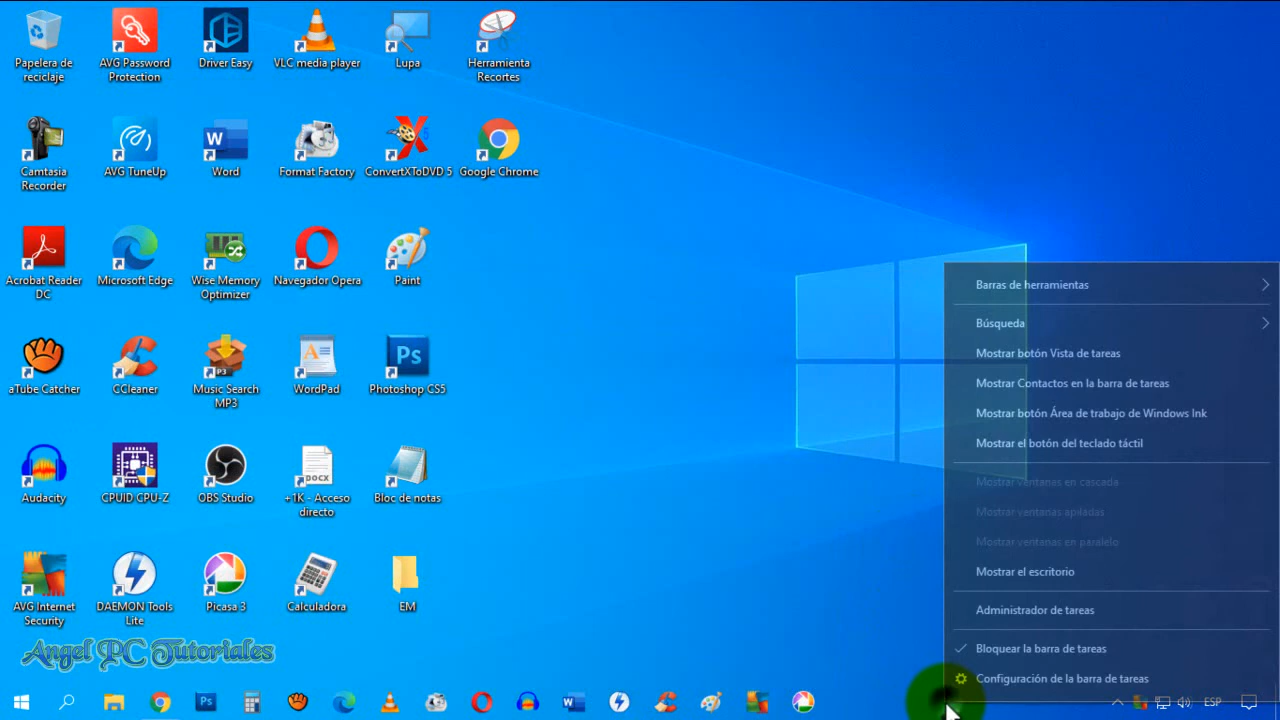 Papelera de
reciclaje
AVG Password
Protection
Driver Easy
VLC media player
Lupa
Herramienta
Recortes
Camtasia
Recorder
AVG TuneUp
Word
Format Factory
ConvertXToDVD 5
Google Chrome
Acrobat Reader
DC
Microsoft Edge
Wise Memory
Optimizer
Navegador Opera
Paint
aTube Catcher
CCleaner
Music Search
MP3
WordPad
Photoshop CS5
Audacity
CPUID CPU-Z
OBS Studio
+1K - Acceso
directo
Bloc de notas
AVG Internet
Security
DAEMON Tools
Lite
Picasa 3
Calculadora
EM
Angel PC Tutoriales
Barras de herramientas
Búsqueda
Mostrar botón Vista de tareas
Mostrar Contactos en la barra de tareas
Mostrar botón Área de trabajo de Windows Ink
Mostrar el botón del teclado táctil
Mostrar ventanas en cascada
Mostrar ventanas apiladas
Mostrar ventanas en paralelo
Mostrar el escritorio
Administrador de tareas
Bloquear la barra de tareas
Configuración de la barra de tareas
ESP